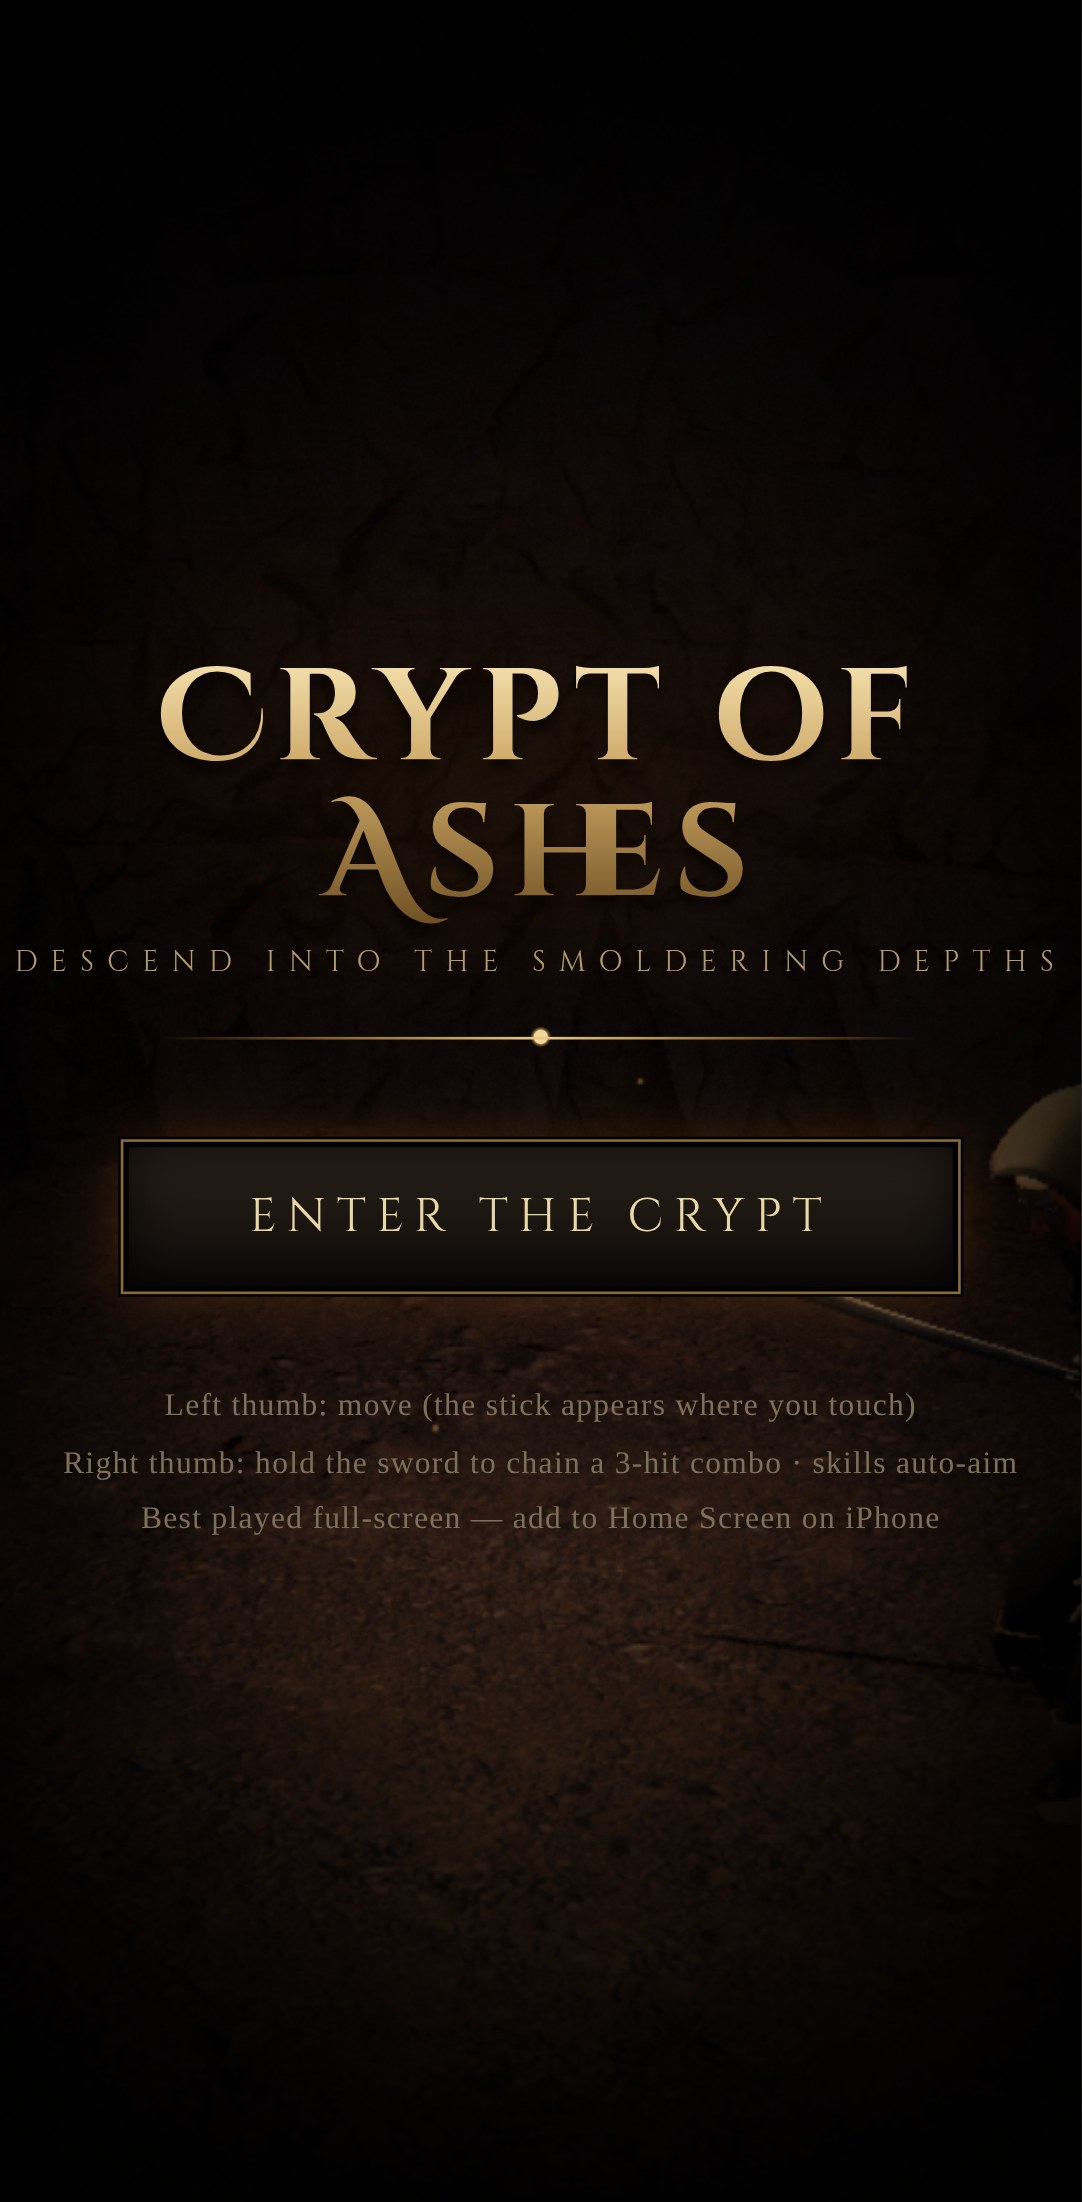 Crypt of
Ashes
DESCEND INTO THE SMOLDERING DEPTHS
ENTER THE CRYPT
Left thumb: move (the stick appears where you touch)
Right thumb: hold the sword to chain a 3-hit combo · skills auto-aim
Best played full-screen — add to Home Screen on iPhone